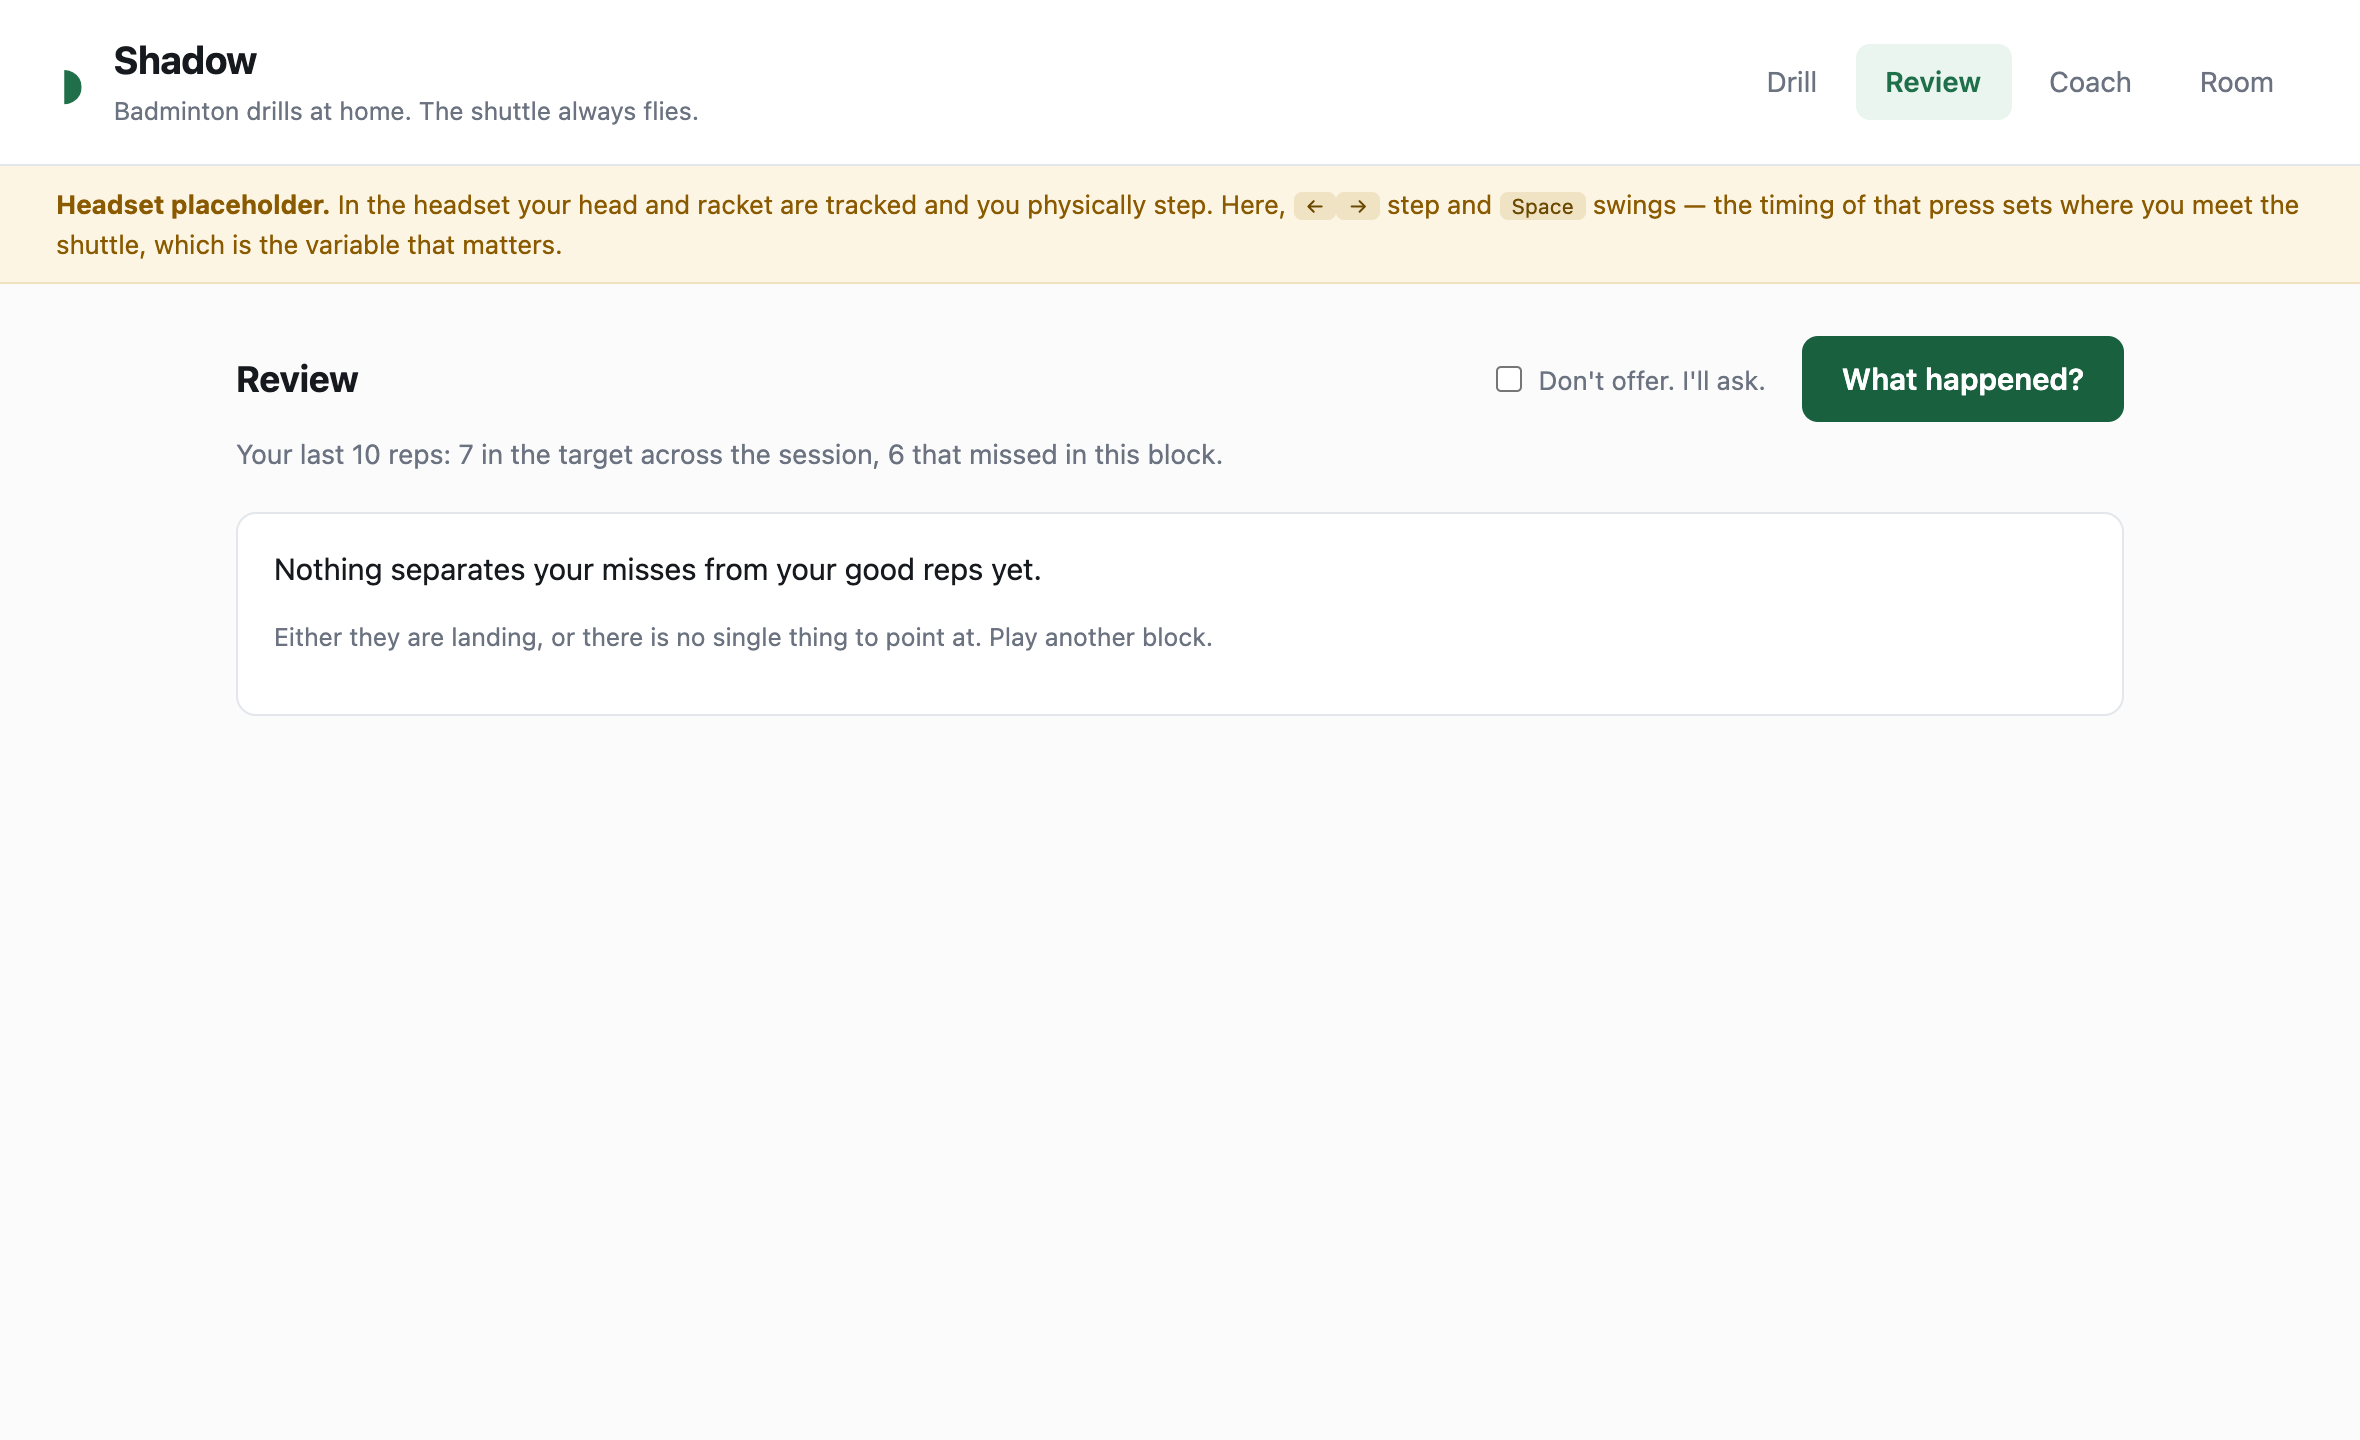 Shadow
Badminton drills at home. The shuttle always flies.
Drill
Review
Coach
Room
Headset placeholder. In the headset your head and racket are tracked and you physically step. Here, ← → step and Space swings — the timing of that press sets where you meet the
shuttle, which is the variable that matters.
Review
Don't offer. I'll ask.
What happened?
Your last 10 reps: 7 in the target across the session, 6 that missed in this block.
Nothing separates your misses from your good reps yet.
Either they are landing, or there is no single thing to point at. Play another block.